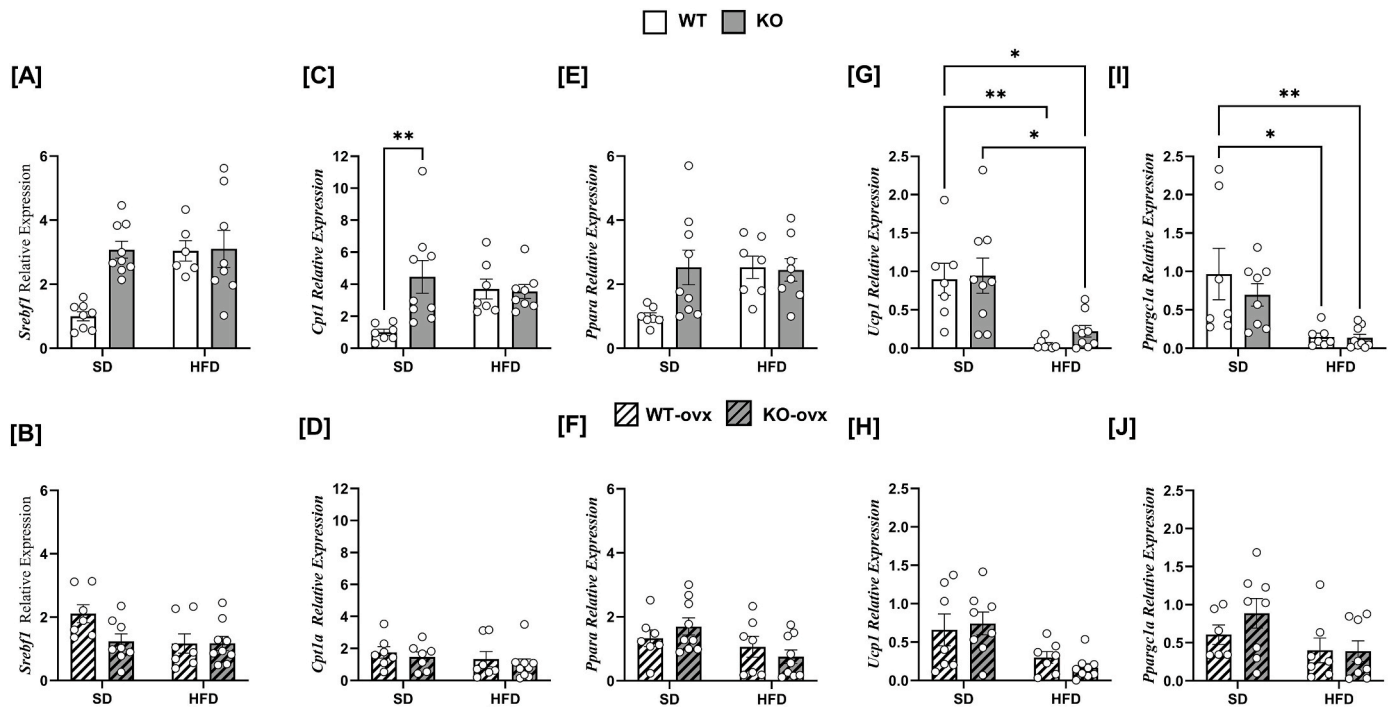 WT KO
[A] [C] [E] [G] [I]
* ** * ** * **
Srebf1 Relative Expression
6
4
2
0
SD HFD
Cpt1 Relative Expression
12
10
8
6
4
2
0
SD HFD
Ppara Relative Expression
6
4
2
0
SD HFD
Ucp1 Relative Expression
2.5
2.0
1.5
1.0
0.5
0.0
SD HFD
Ppargc1a Relative Expression
2.5
2.0
1.5
1.0
0.5
0.0
SD HFD
WT-ovx KO-ovx
[B] [D] [F] [H] [J]
Srebf1 Relative Expression
6
4
2
0
SD HFD
Cpt1a Relative Expression
12
10
8
6
4
2
0
SD HFD
Ppara Relative Expression
6
4
2
0
SD HFD
Ucp1 Relative Expression
2.5
2.0
1.5
1.0
0.5
0.0
SD HFD
Ppargc1a Relative Expression
2.5
2.0
1.5
1.0
0.5
0.0
SD HFD